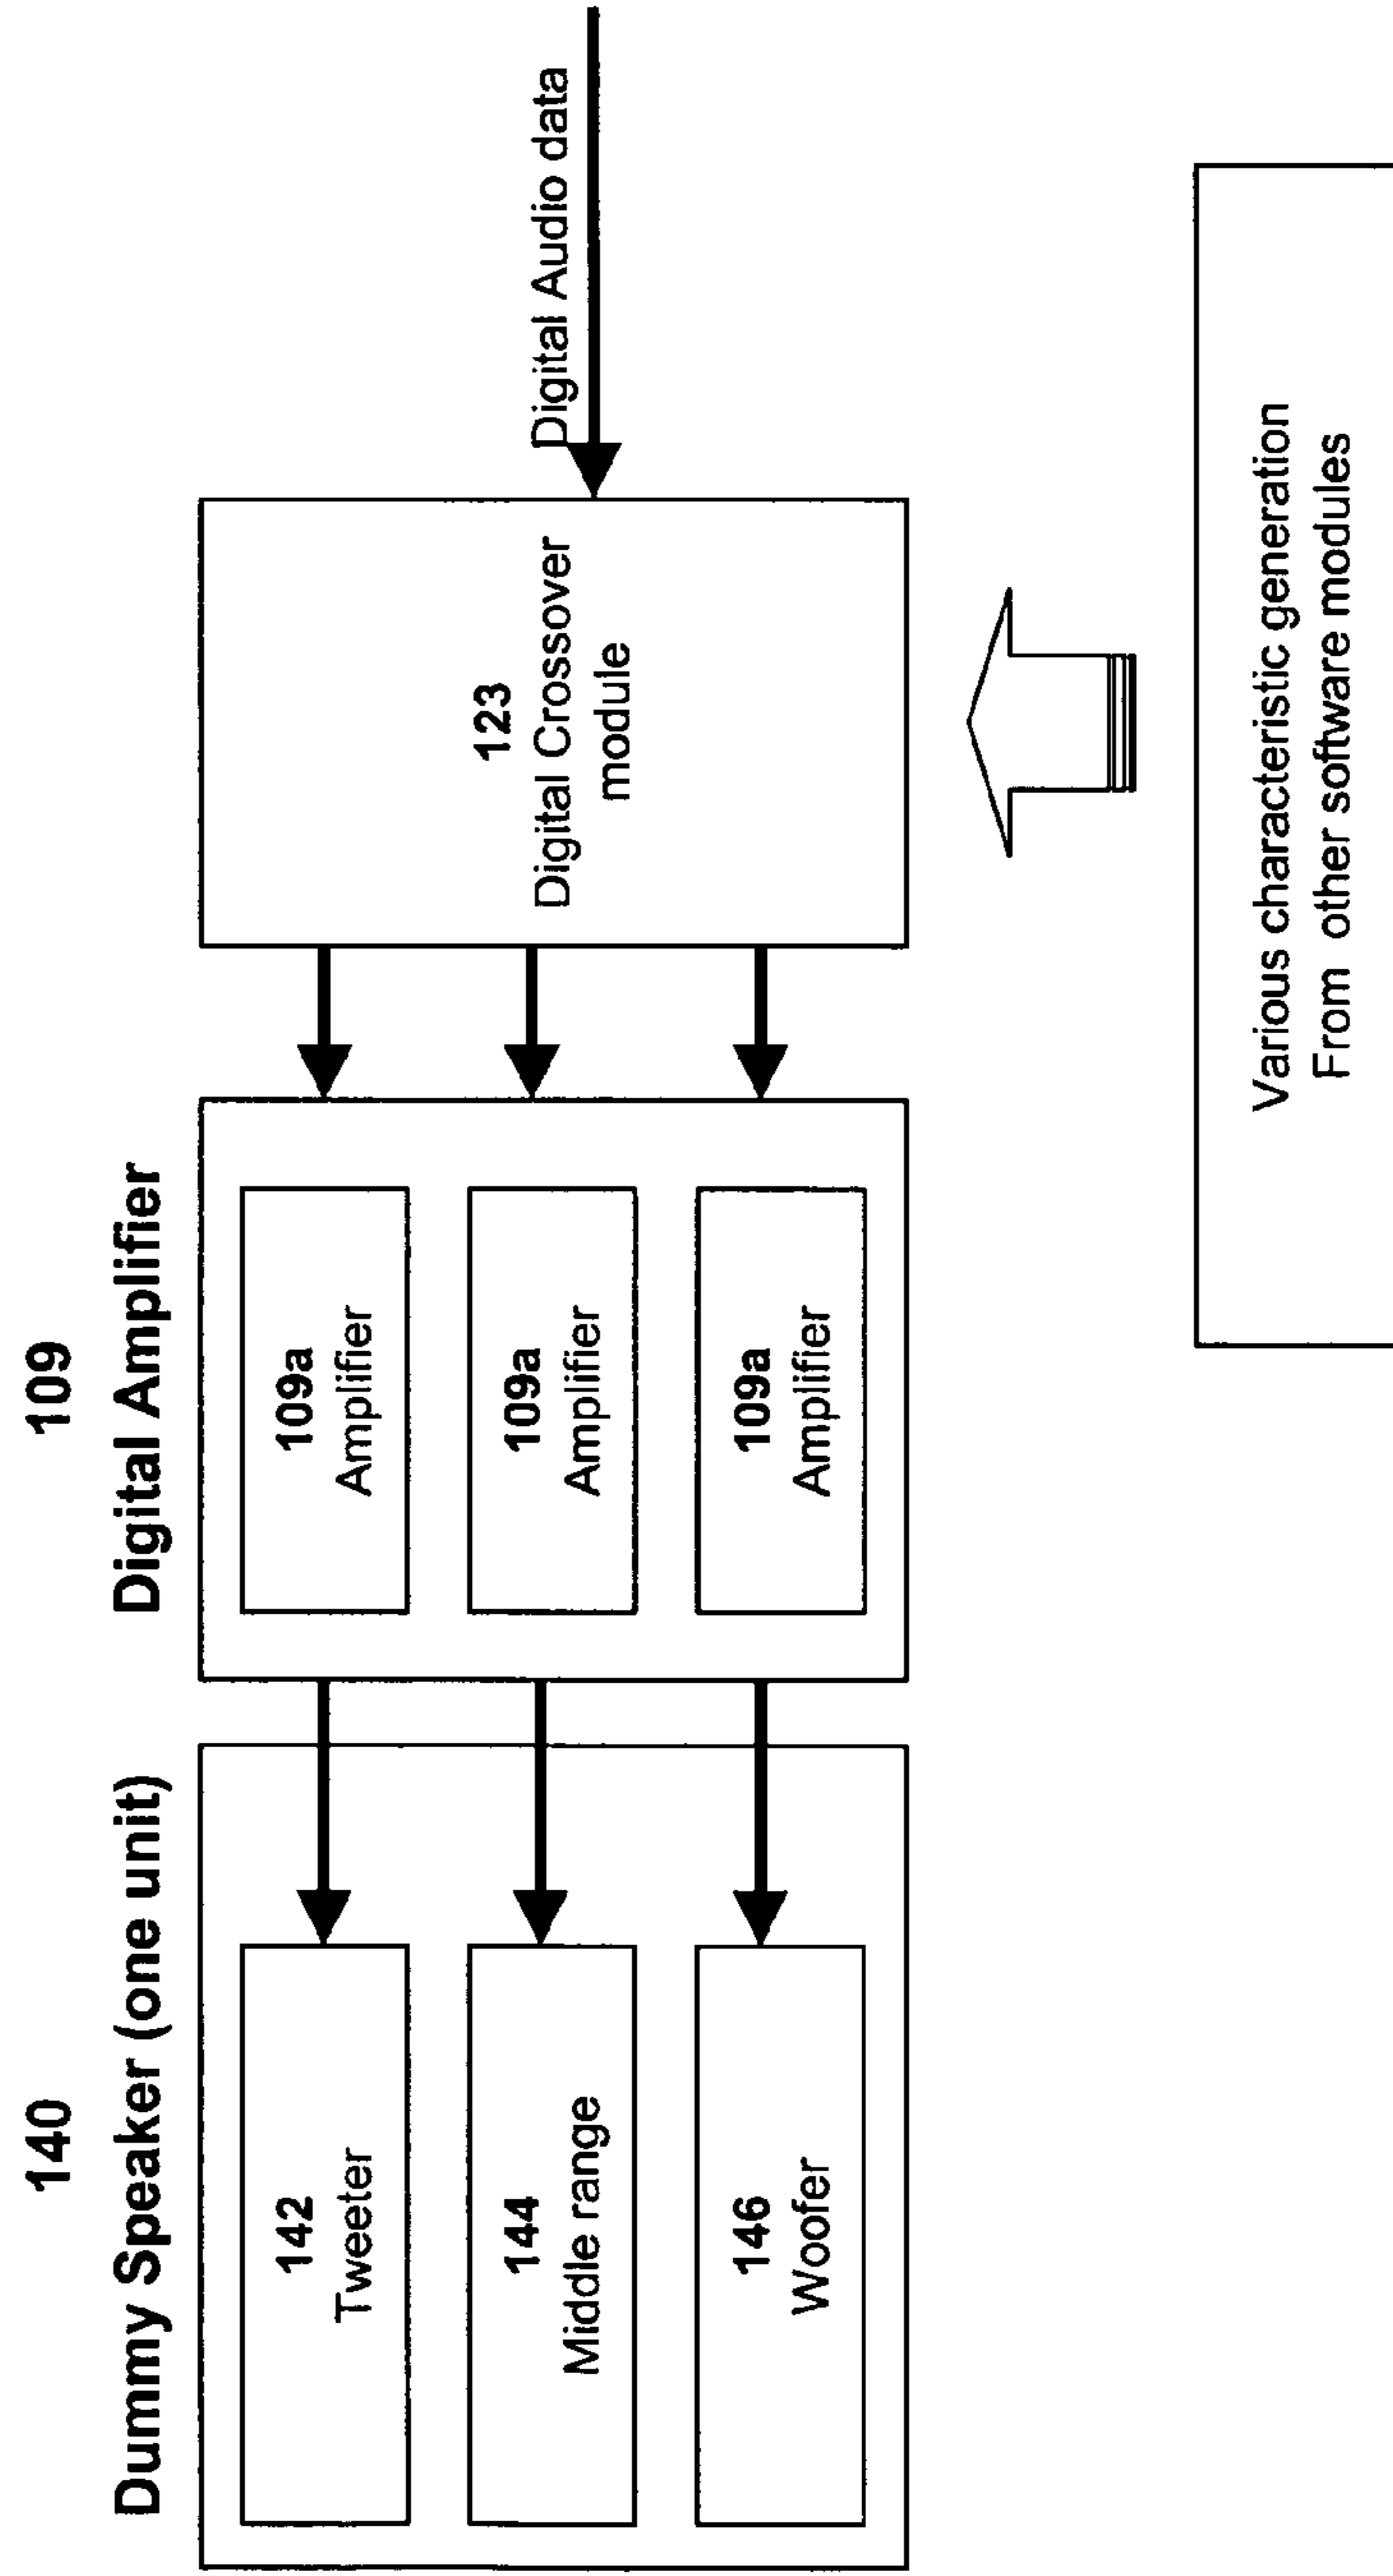 140
Dummy Speaker (one unit)
142
Tweeter
144
Middle range
146
Woofer
109
Digital Amplifier
109a
Amplifier
109a
Amplifier
109a
Amplifier
123
Digital Crossover
module
Digital Audio data
Various characteristic generation
From other software modules